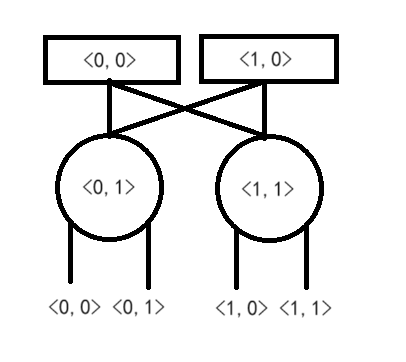 <0, 0> <1, 0>
<0, 1> <1, 1>
<0, 0> <0, 1> <1, 0> <1, 1>